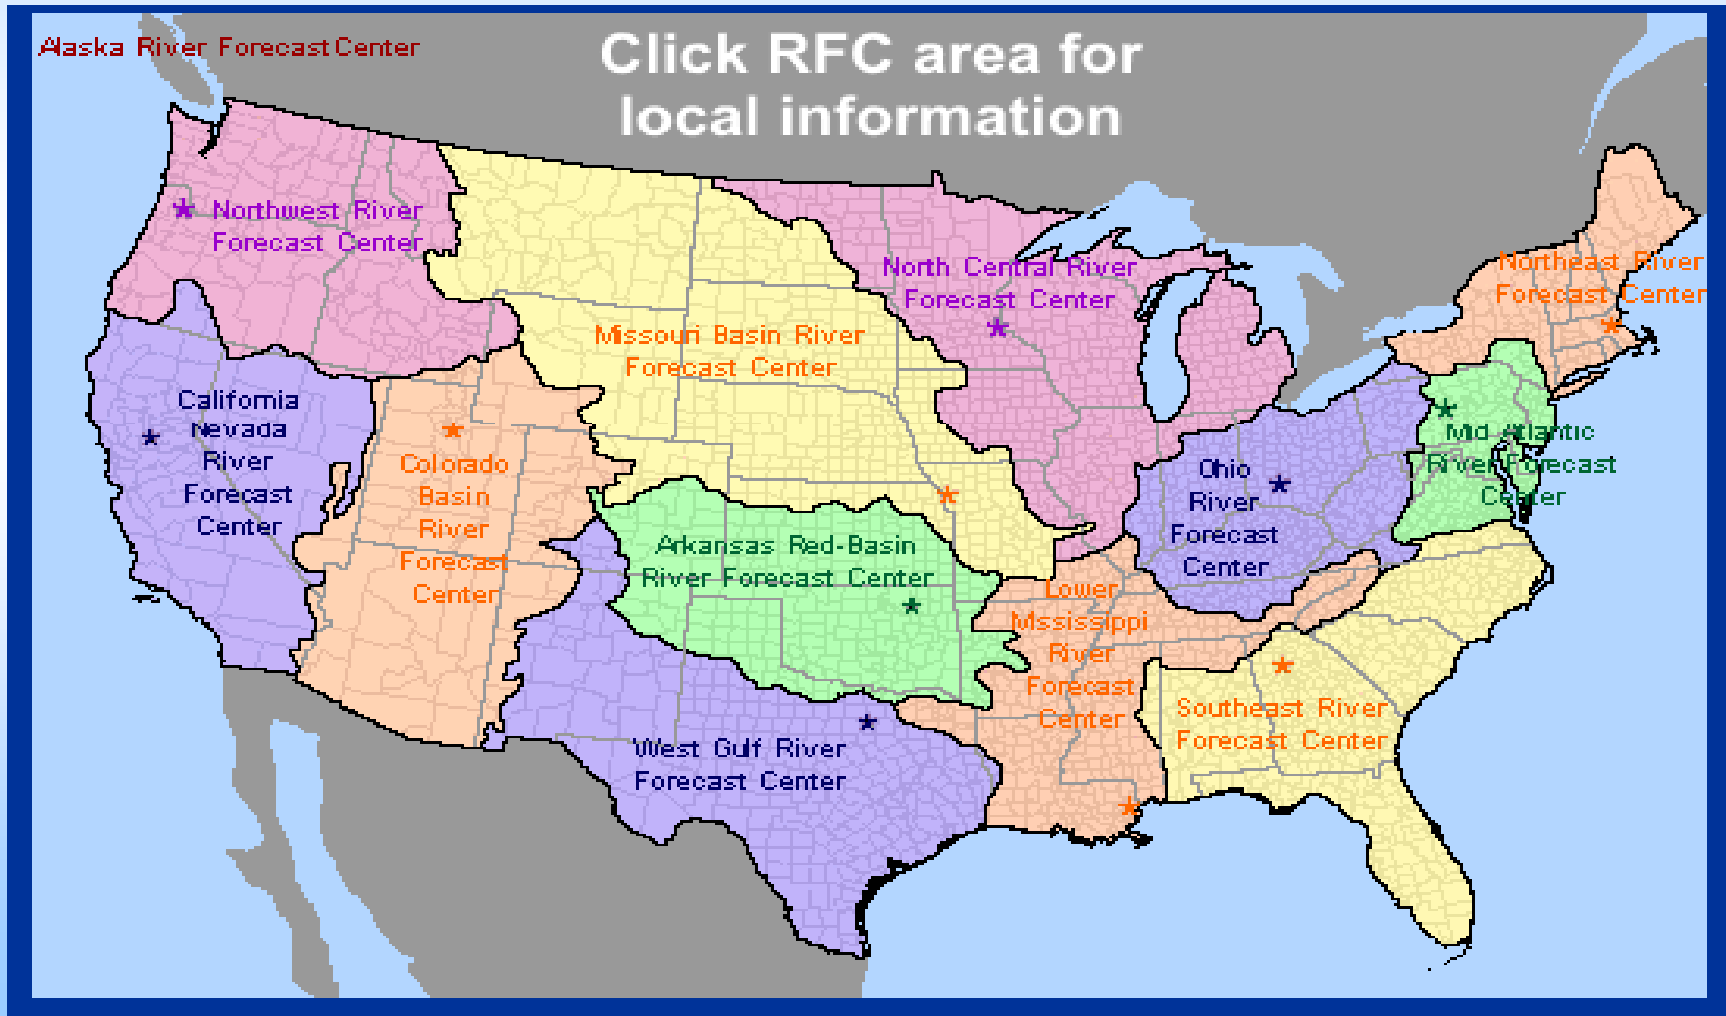 Alaska River Forecast Center
Click RFC area for
local information
Northwest River
Forecast Center
North Central River
Forecast Center
Northeast River
Forecast Center
Missouri Basin River
Forecast Center
California
Nevada
River
Forecast
Center
Colorado
Basin
River
Forecast
Center
Ohio
River
Forecast
Center
Mid Atlantic
River Forecast
Center
Arkansas Red-Basin
River Forecast Center
Lower
Mississippi
River
Forecast
Center
Southeast River
Forecast Center
West Gulf River
Forecast Center